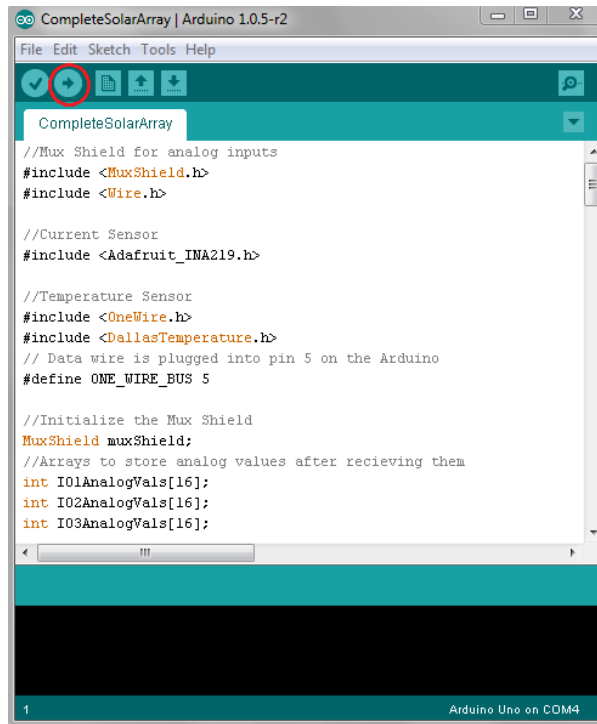 CompleteSolarArray | Arduino 1.0.5-r2
File Edit Sketch Tools Help
CompleteSolarArray
//Mux Shield for analog inputs
#include <MuxShield.h>
#include <Wire.h>
//Current Sensor
#include <Adafruit_INA219.h>
//Temperature Sensor
#include <OneWire.h>
#include <DallasTemperature.h>
// Data wire is plugged into pin 5 on the Arduino
#define ONE_WIRE_BUS 5
//Initialize the Mux Shield
MuxShield muxShield;
//Arrays to store analog values after recieving them
int IO1AnalogVals[16];
int IO2AnalogVals[16];
int IO3AnalogVals[16];
1
Arduino Uno on COM4